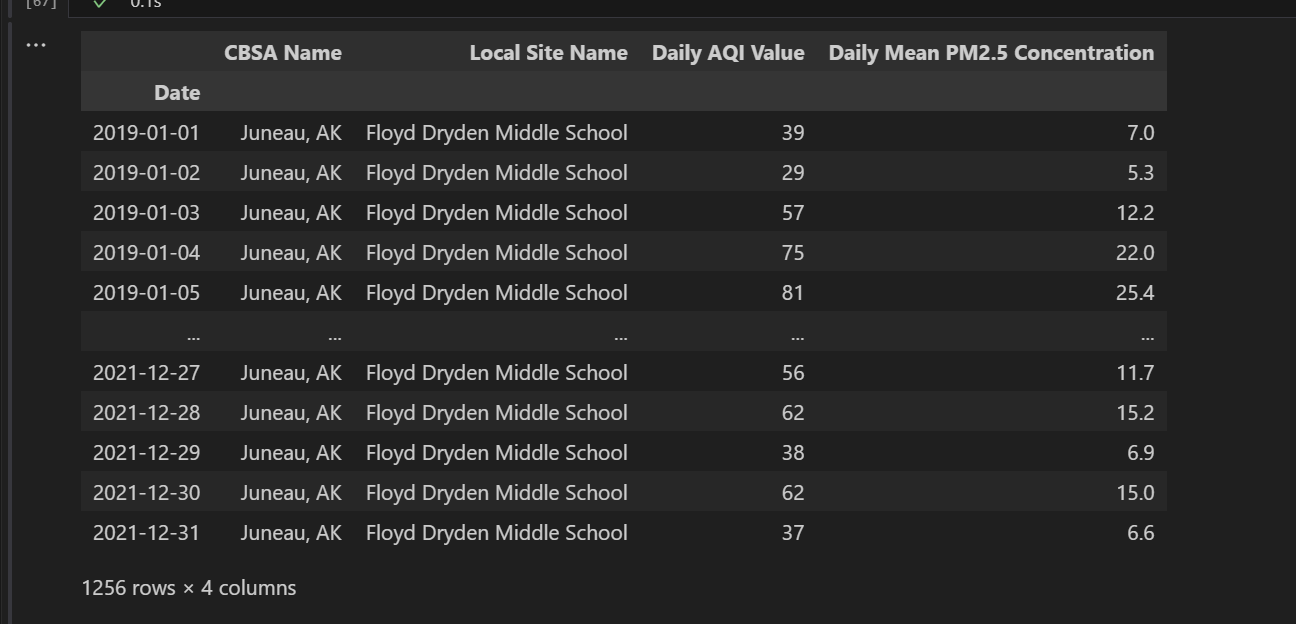 [67] ✓ 0.1s
...
CBSA Name Local Site Name Daily AQI Value Daily Mean PM2.5 Concentration
Date
2019-01-01 Juneau, AK Floyd Dryden Middle School 39 7.0
2019-01-02 Juneau, AK Floyd Dryden Middle School 29 5.3
2019-01-03 Juneau, AK Floyd Dryden Middle School 57 12.2
2019-01-04 Juneau, AK Floyd Dryden Middle School 75 22.0
2019-01-05 Juneau, AK Floyd Dryden Middle School 81 25.4
... ... ... ... ...
2021-12-27 Juneau, AK Floyd Dryden Middle School 56 11.7
2021-12-28 Juneau, AK Floyd Dryden Middle School 62 15.2
2021-12-29 Juneau, AK Floyd Dryden Middle School 38 6.9
2021-12-30 Juneau, AK Floyd Dryden Middle School 62 15.0
2021-12-31 Juneau, AK Floyd Dryden Middle School 37 6.6
1256 rows × 4 columns